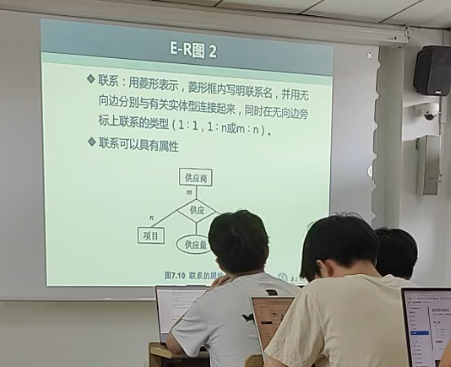 E-R图 2
❖ 联系：用菱形表示，菱形框内写明联系名，并用无
向边分别与有关实体型连接起来，同时在无向边旁
标上联系的类型（1∶1，1∶n或m∶n）。
❖ 联系可以具有属性
供应商
m
n
供应
项目
供应量
图7.10 联系的属